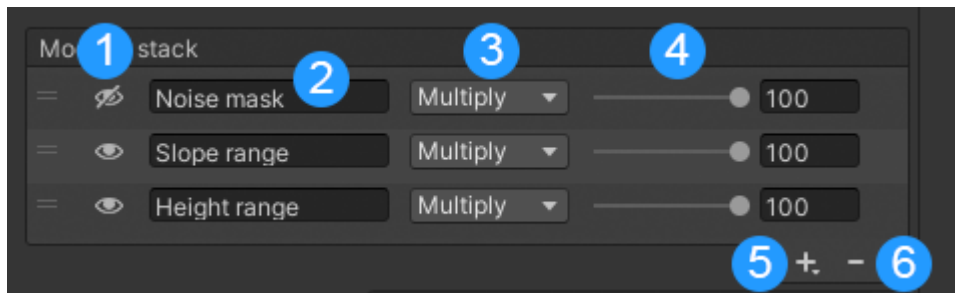 Mo 1 stack
2 3 4
Noise mask Multiply 100
Slope range Multiply 100
Height range Multiply 100
5 + - 6